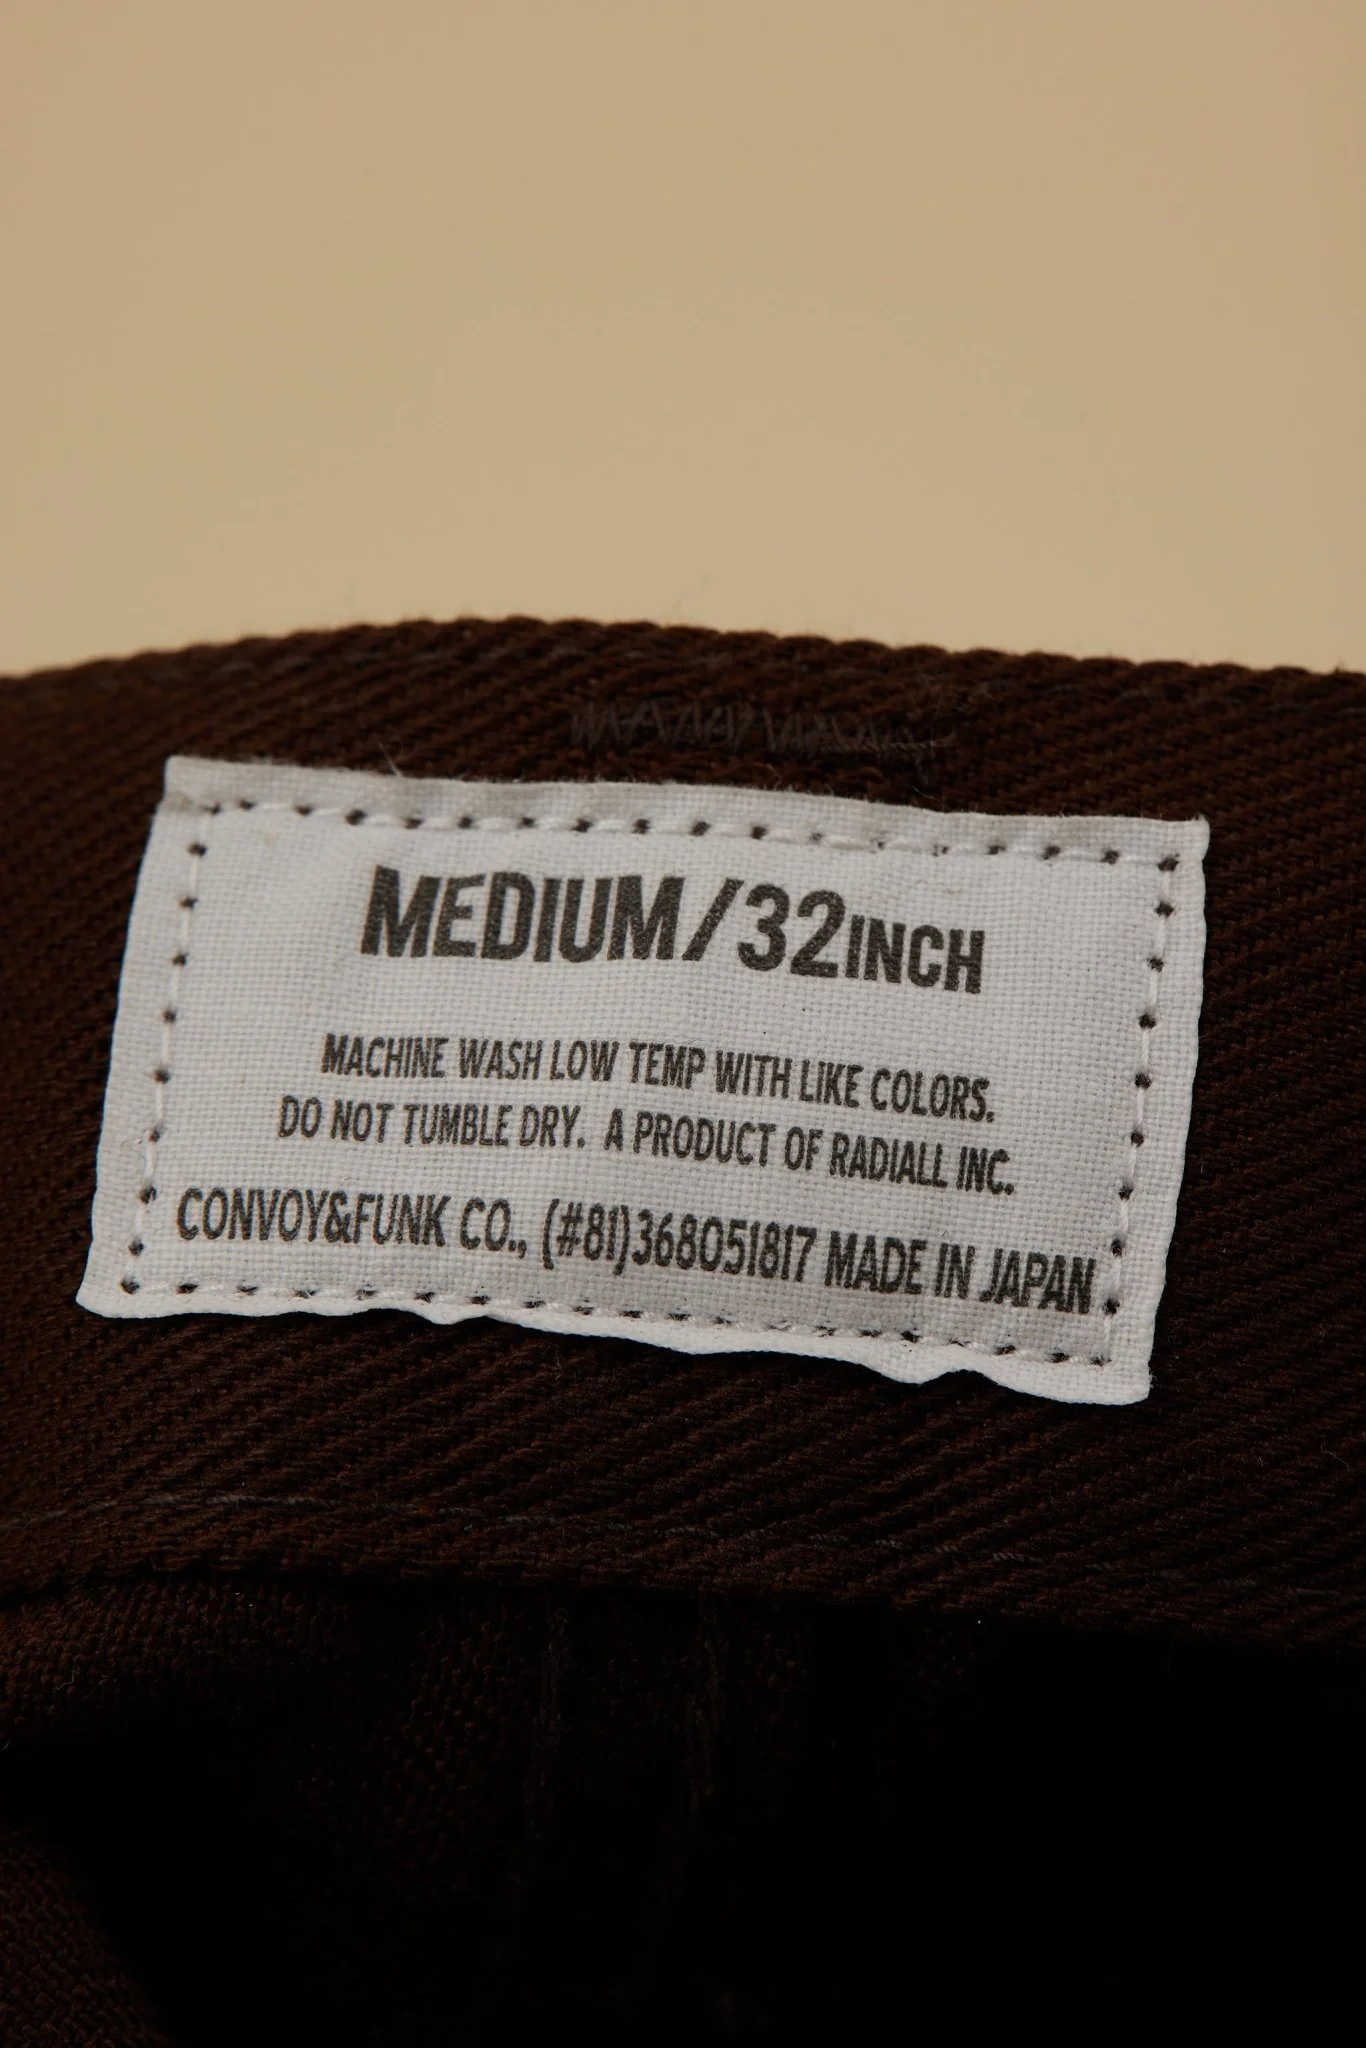 MEDIUM/32INCH
MACHINE WASH LOW TEMP WITH LIKE COLORS.
DO NOT TUMBLE DRY. A PRODUCT OF RADIALL INC.
CONVOY&FUNK CO., (#81)368051817 MADE IN JAPAN